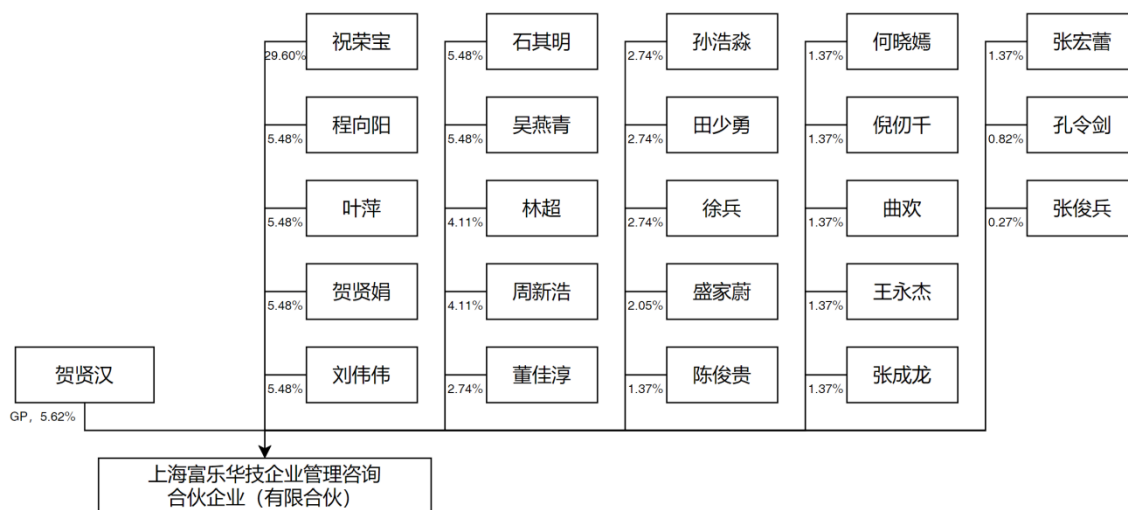 祝荣宝
29.60%
程向阳
5.48%
叶萍
5.48%
贺贤娟
5.48%
刘伟伟
5.48%
石其明
5.48%
吴燕青
5.48%
林超
4.11%
周新浩
4.11%
董佳淳
2.74%
孙浩淼
2.74%
田少勇
2.74%
徐兵
2.74%
盛家蔚
2.05%
陈俊贵
1.37%
何晓嫣
1.37%
倪仞千
1.37%
曲欢
1.37%
王永杰
1.37%
张成龙
1.37%
张宏蕾
1.37%
孔令剑
0.82%
张俊兵
0.27%
贺贤汉
GP，5.62%
上海富乐华技企业管理咨询
合伙企业（有限合伙）